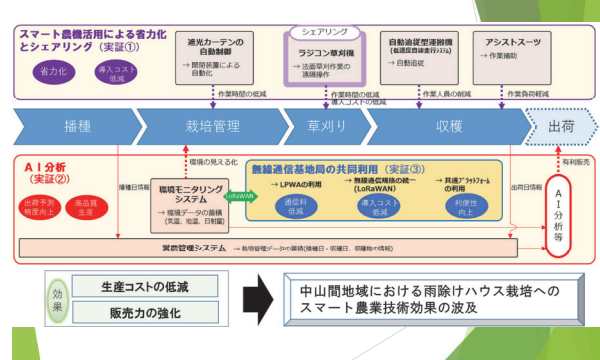 スマート農機活用による省力化
とシェアリング（実証①）
省力化
導入コスト
低減
遮光カーテンの
自動制御
→ 開閉装置による
自動化
シェアリング
ラジコン草刈機
→ 法面草刈作業の
遠隔操作
自動追従型運搬機
(低速度自律走行システム)
→ 自動追従
アシストスーツ
→ 作業補助
作業時間の低減
作業時間の低減
導入コストの低減
作業人員の削減
作業負荷軽減
播種
栽培管理
草刈り
収穫
出荷
AI分析
(実証②)
出荷予測
精度向上
高品質
生産
播種日情報
環境の見える化
環境モニタリング
システム
→ 環境データの蓄積
(気温、地温、日射量)
LoRaWAN
無線通信基地局の共同利用（実証③）
→ LPWAの利用
通信料
低減
→ 無線通信規格の統一
(LoRaWAN)
導入コスト
低減
→ 共通プラットフォーム
の利用
利便性
向上
出荷日情報
有利販売
AI分析等
営農管理システム → 栽培管理データの蓄積(播種日・収穫日、収穫物の情報)
効果
生産コストの低減
販売力の強化
中山間地域における雨除けハウス栽培への
スマート農業技術効果の波及